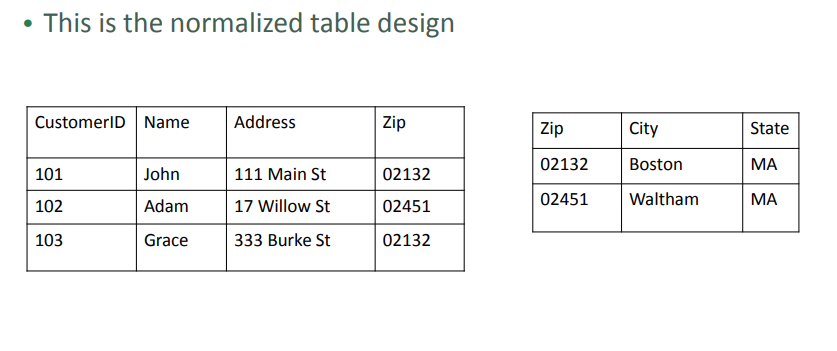 • This is the normalized table design
CustomerID Name Address Zip
101 John 111 Main St 02132
102 Adam 17 Willow St 02451
103 Grace 333 Burke St 02132
Zip City State
02132 Boston MA
02451 Waltham MA